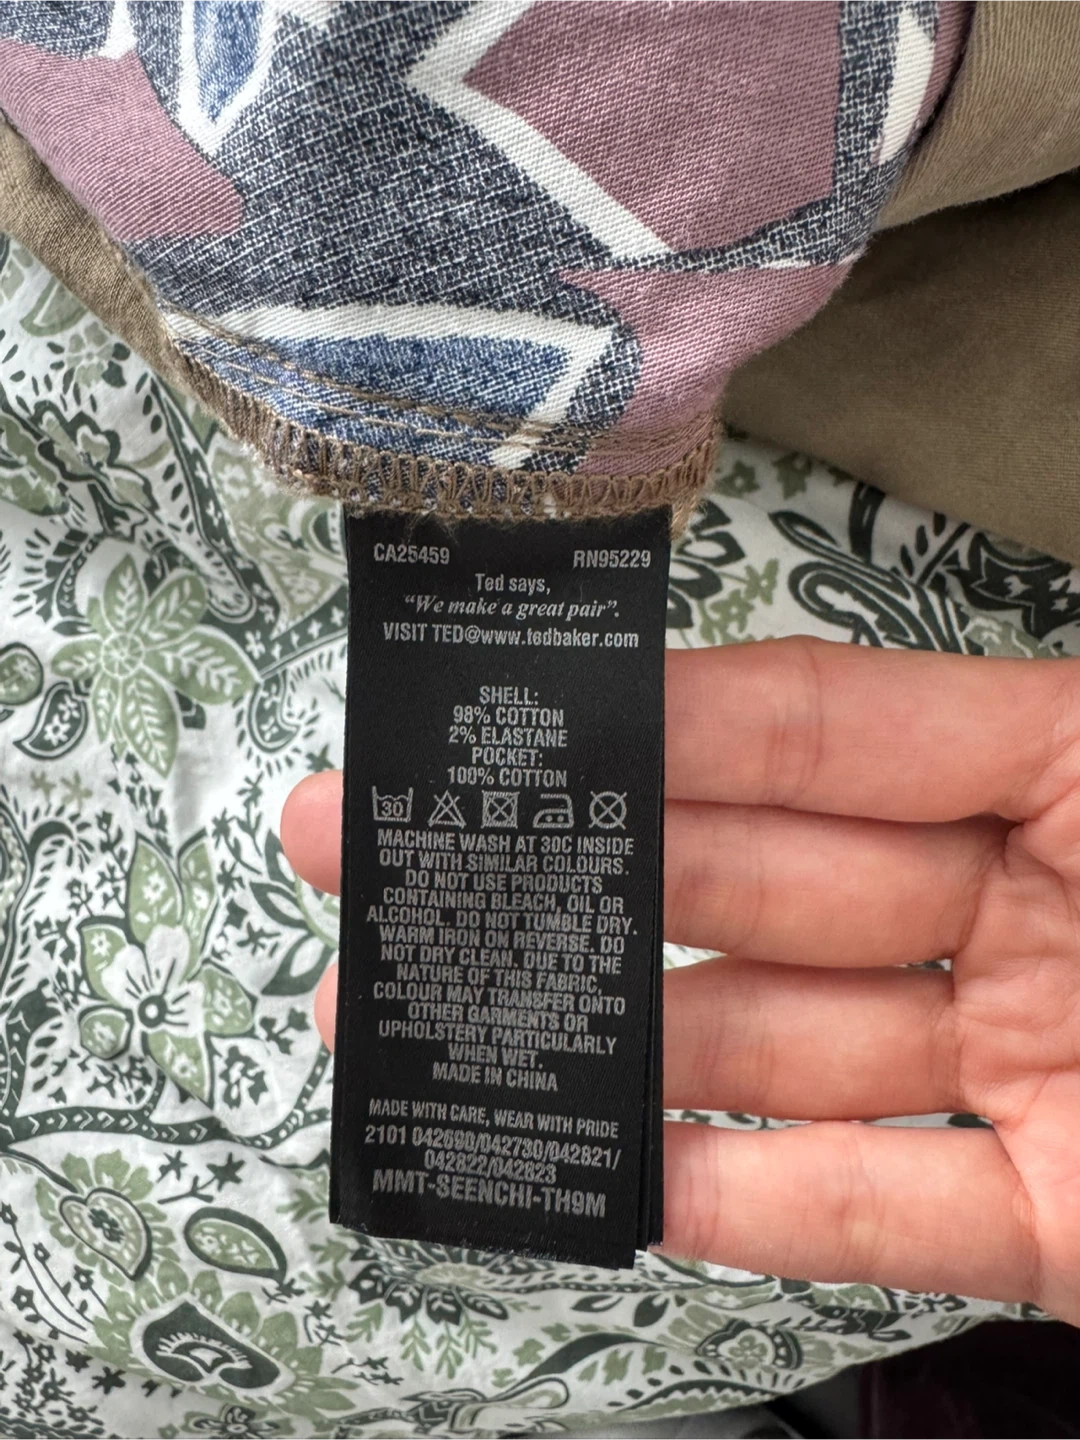 CA25459 RN95229
Ted says,
“We make a great pair”.
VISIT TED@www.tedbaker.com
SHELL:
98% COTTON
2% ELASTANE
POCKET:
100% COTTON
30
MACHINE WASH AT 30C INSIDE
OUT WITH SIMILAR COLOURS.
DO NOT USE PRODUCTS
CONTAINING BLEACH, OIL OR
ALCOHOL. DO NOT TUMBLE DRY.
WARM IRON ON REVERSE. DO
NOT DRY CLEAN. DUE TO THE
NATURE OF THIS FABRIC,
COLOUR MAY TRANSFER ONTO
OTHER GARMENTS OR
UPHOLSTERY PARTICULARLY
WHEN WET.
MADE IN CHINA
MADE WITH CARE, WEAR WITH PRIDE
2101 042690/042730/042821/
042822/042823
MMT-SEENCHI-TH9M